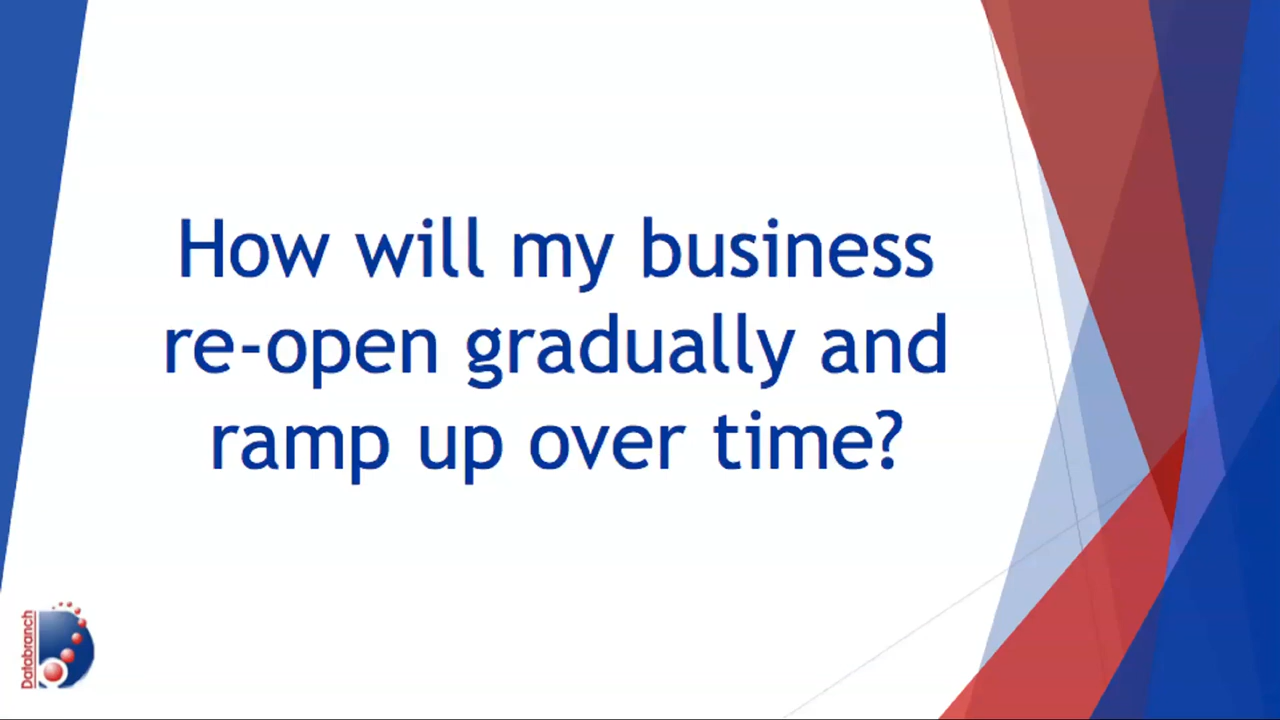 How will my business
re-open gradually and
ramp up over time?
Databranch